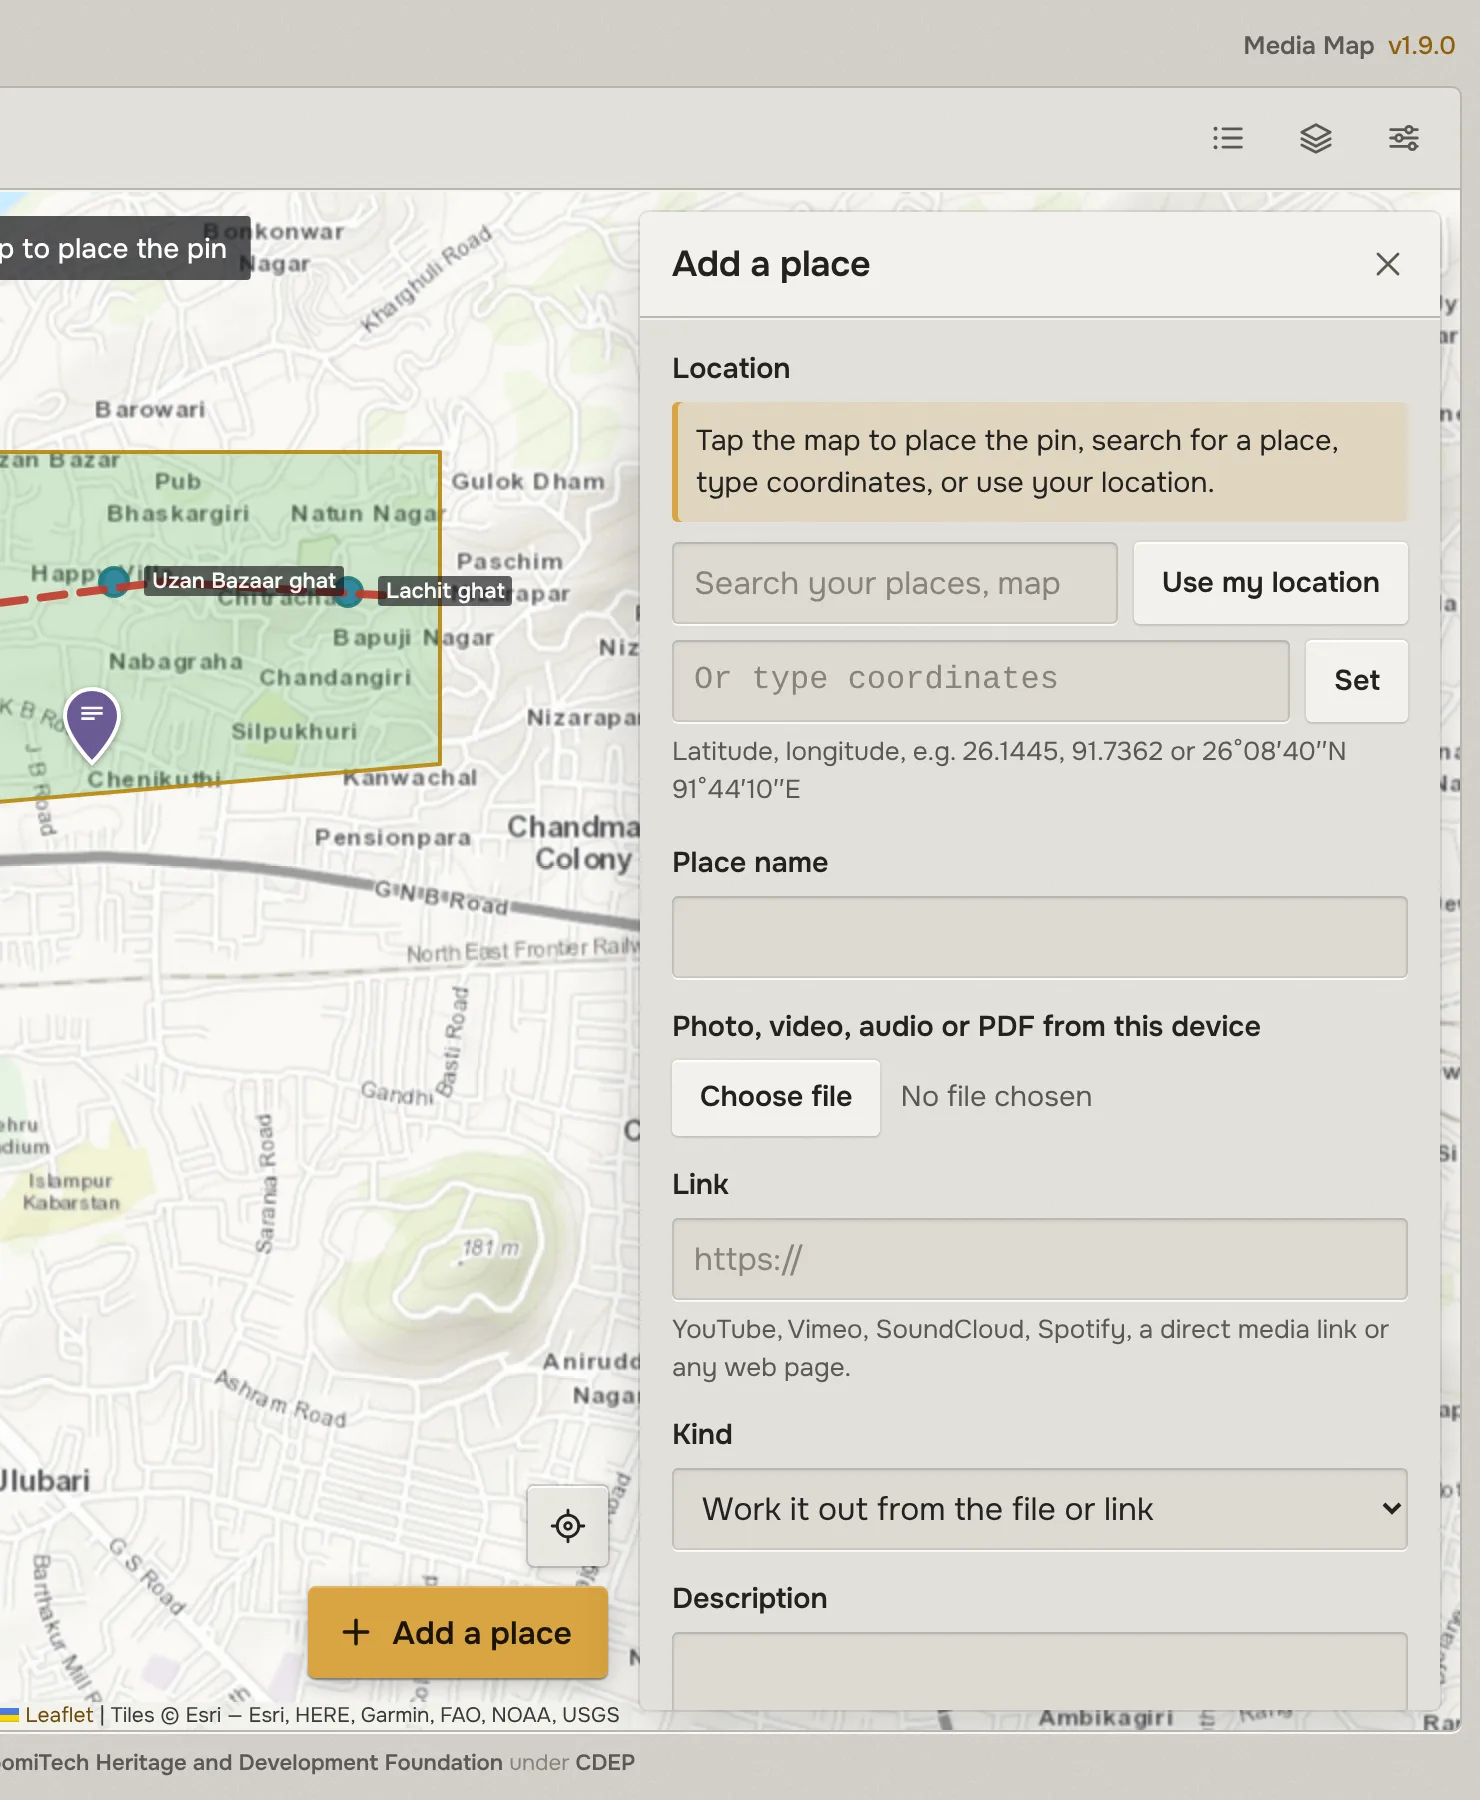 Media Map v1.9.0
p to place the pin
Nagar
Kharghuli Road
Barowari
zan Bazar
Pub
Bhaskargiri
Natun Nagar
Gulok Dham
Paschim
Happy
Uzan Bazaar ghat
Lachit ghat
Bapuji Nagar
Nabagraha
Chandangiri
K B
Nizarapa
Silpukhuri
J B Road
Chenikuthi
Kanwachal
Pensionpara
Chandma
Colony
G N B Road
North East Frontier Railw
Basti Road
Gandhi
Sarania Road
ehru
dium
Islampur
Kabarstan
181 m
Anirudd
Naga
Ashram Road
Ulubari
G S Road
Barthakur Mill R
Add a place
Leaflet | Tiles © Esri — Esri, HERE, Garmin, FAO, NOAA, USGS
Add a place
Location
Tap the map to place the pin, search for a place,
type coordinates, or use your location.
Search your places, map
Use my location
Or type coordinates
Set
Latitude, longitude, e.g. 26.1445, 91.7362 or 26°08′40″N
91°44′10″E
Place name
Photo, video, audio or PDF from this device
Choose file
No file chosen
Link
https://
YouTube, Vimeo, SoundCloud, Spotify, a direct media link or
any web page.
Kind
Work it out from the file or link
Description
Ambikagiri
oomiTech Heritage and Development Foundation under CDEP